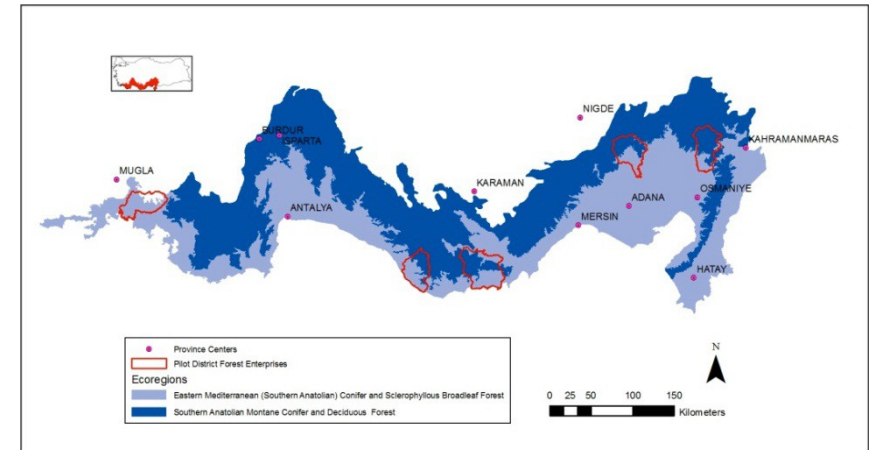 NIGDE
BURDUR
ISPARTA
KAHRAMANMARAS
MUGLA
KARAMAN
OSMANIYE
ADANA
ANTALYA
MERSIN
HATAY
Province Centers
Pilot District Forest Enterprises
Ecoregions
Eastern Mediterranean (Southern Anatolian) Conifer and Sclerophyllous Broadleaf Forest
Southern Anatolian Montane Conifer and Deciduous Forest
N
0 25 50 100 150
Kilometers